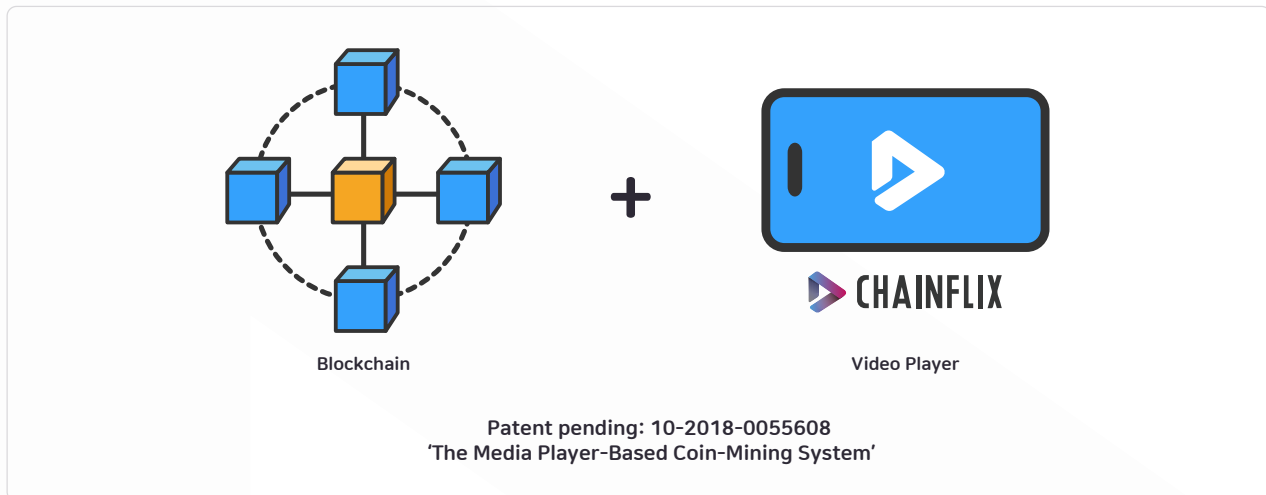 CHAINFLIX
Blockchain
Video Player
Patent pending: 10-2018-0055608
‘The Media Player-Based Coin-Mining System’